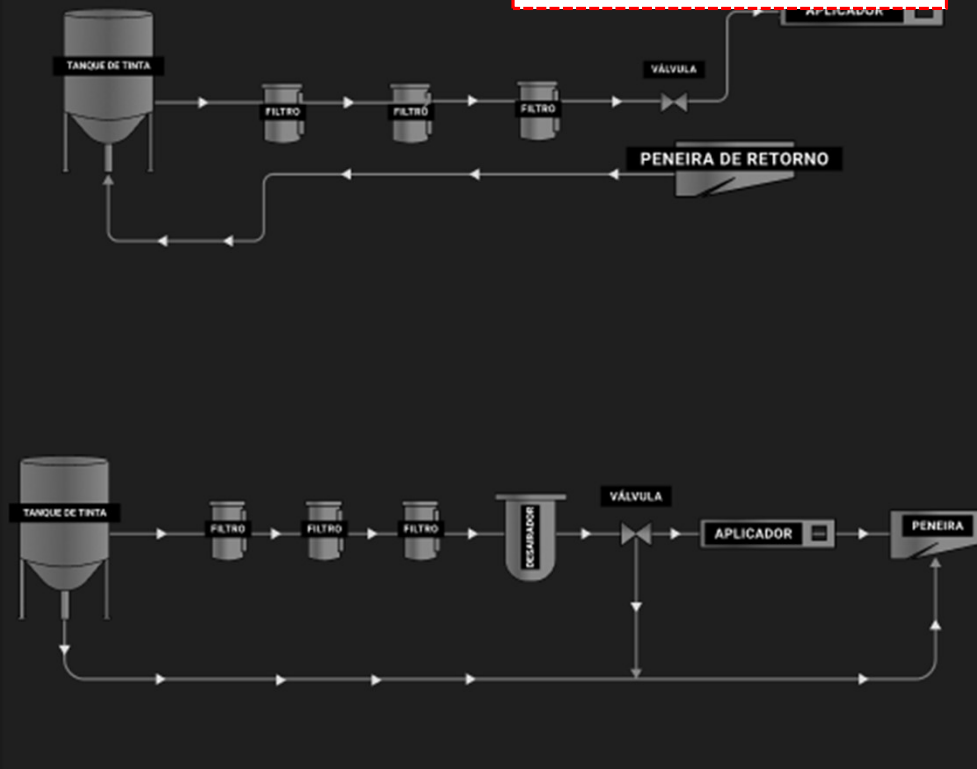 APLICADOR
TANQUE DE TINTA
VÁLVULA
FILTRO
FILTRO
FILTRO
PENEIRA DE RETORNO
TANQUE DE TINTA
VÁLVULA
FILTRO
FILTRO
FILTRO
DESAIRADOR
APLICADOR
PENEIRA